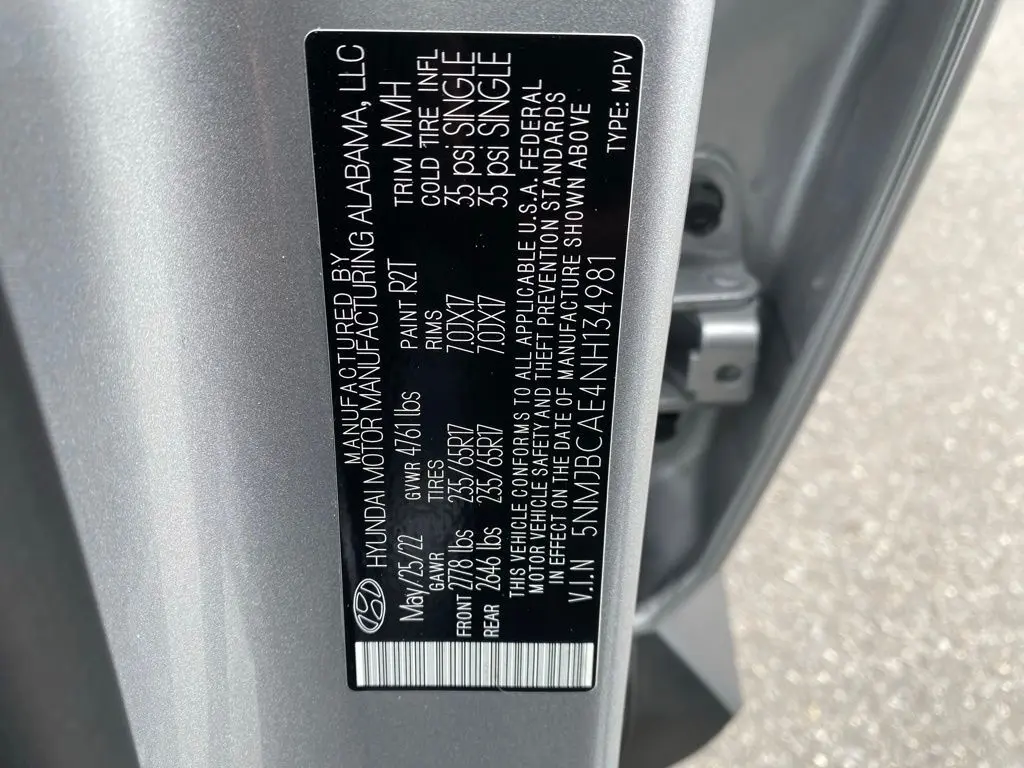 MANUFACTURED BY
HYUNDAI MOTOR MANUFACTURING ALABAMA, LLC
May/25/22 GVWR 4761 lbs PAINT R2T TRIM MMH
GAWR TIRES RIMS COLD TIRE INFL
FRONT 2778 lbs 235/65R17 7.0JX17 35 psi SINGLE
REAR 2646 lbs 235/65R17 7.0JX17 35 psi SINGLE
THIS VEHICLE CONFORMS TO ALL APPLICABLE U.S.A. FEDERAL
MOTOR VEHICLE SAFETY AND THEFT PREVENTION STANDARDS
IN EFFECT ON THE DATE OF MANUFACTURE SHOWN ABOVE
V.I.N 5NMJBCAE4NH134981
TYPE: MPV